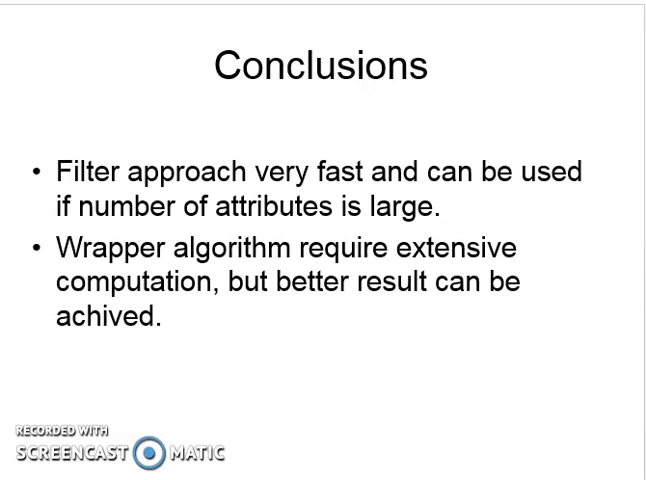 Conclusions
• Filter approach very fast and can be used
if number of attributes is large.
• Wrapper algorithm require extensive
computation, but better result can be
achived.
RECORDED WITH
SCREENCAST MATIC